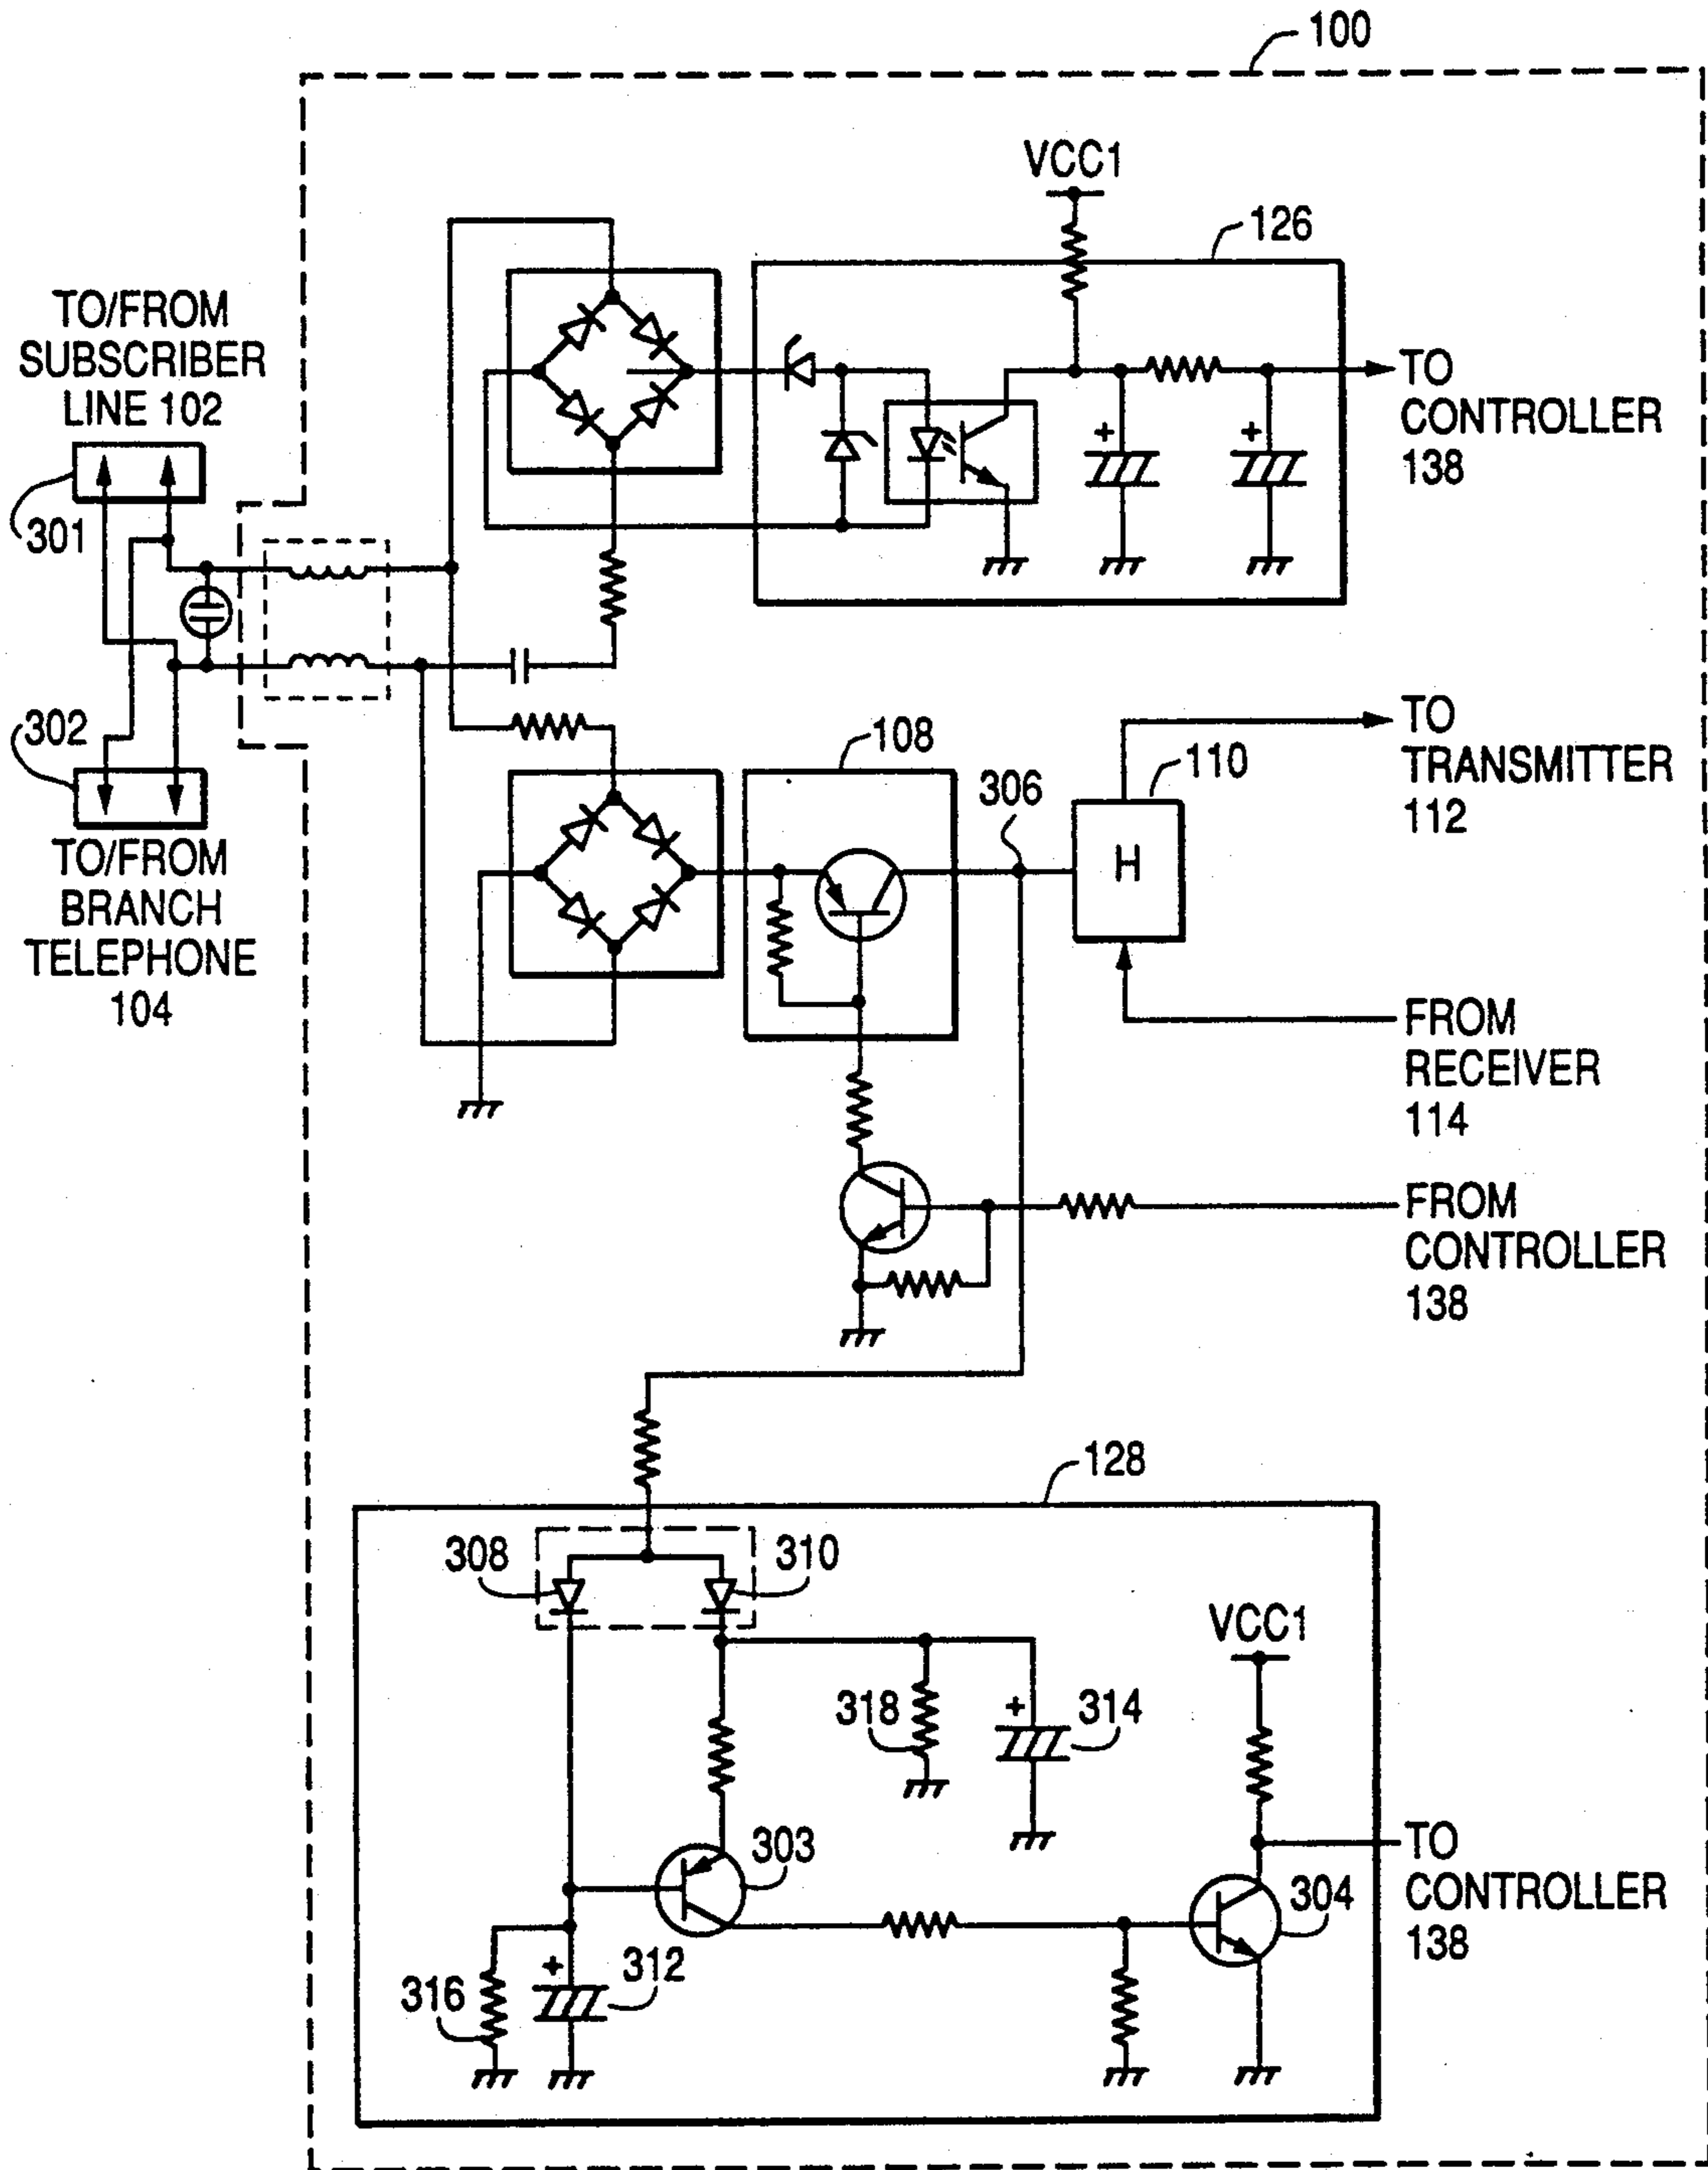 100
VCC1
126
TO/FROM
SUBSCRIBER
LINE 102
TO
CONTROLLER
138
+
+
301
302
TO/FROM
BRANCH
TELEPHONE
104
108
306
110
H
TO
TRANSMITTER
112
FROM
RECEIVER
114
FROM
CONTROLLER
138
128
308
310
VCC1
318
+
314
303
304
TO
CONTROLLER
138
316
+
312